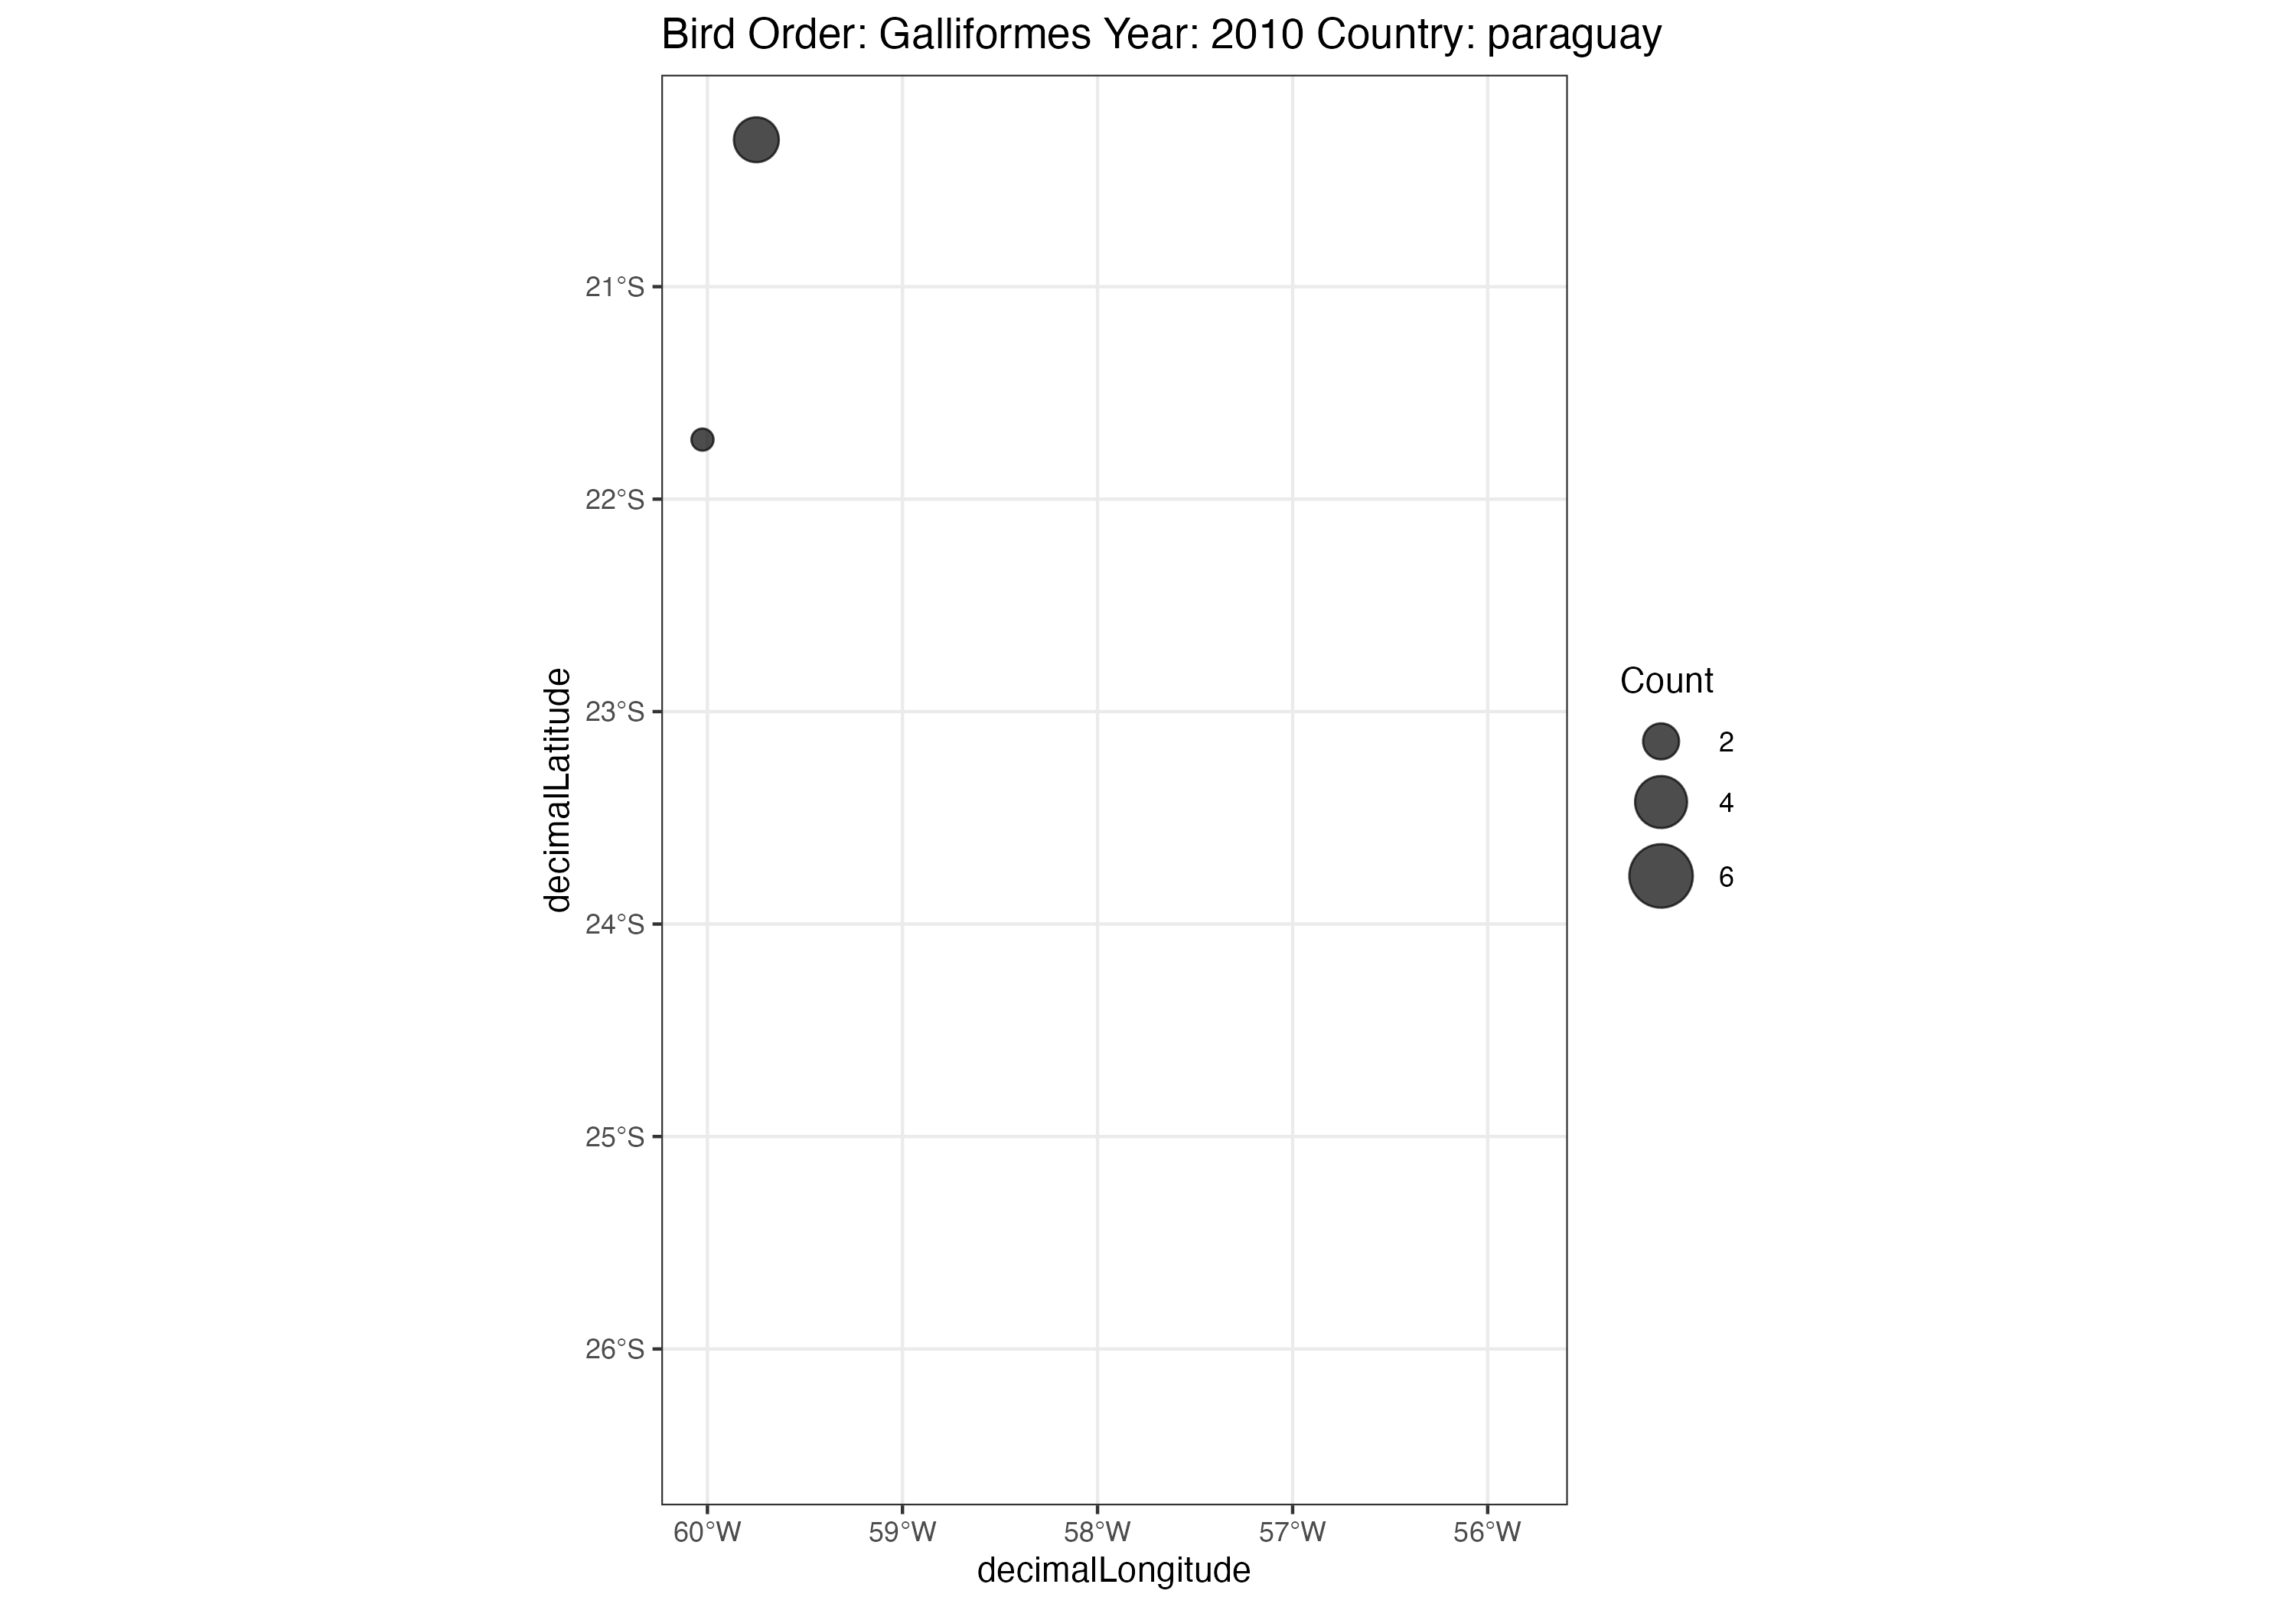 Bird Order: Galliformes Year: 2010 Country: paraguay
21°S
22°S
23°S
24°S
25°S
26°S
decimalLatitude
60°W 59°W 58°W 57°W 56°W
decimalLongitude
Count
2
4
6